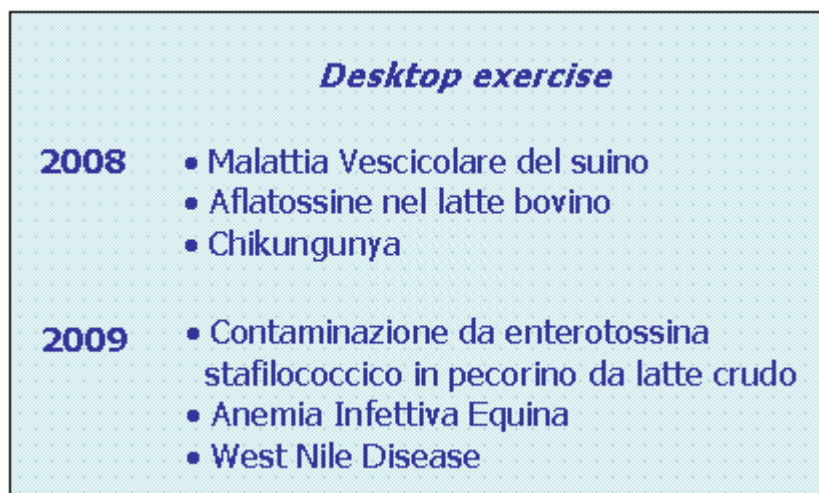 Desktop exercise
2008 • Malattia Vescicolare del suino
• Aflatossine nel latte bovino
• Chikungunya
2009 • Contaminazione da enterotossina
stafilococcico in pecorino da latte crudo
• Anemia Infettiva Equina
• West Nile Disease